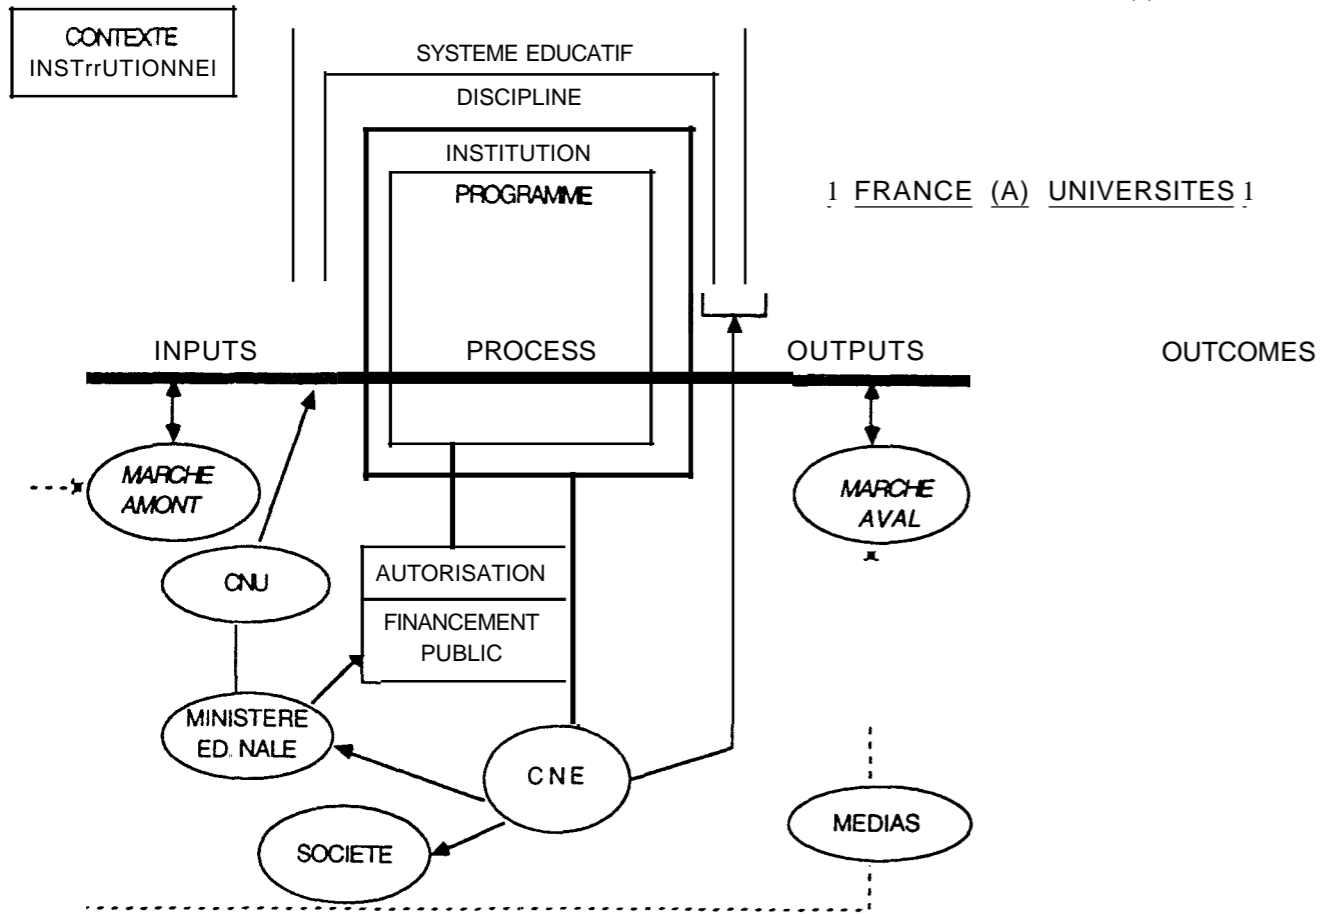 CONTEXTE
INSTrrUTIONNEI
SYSTEME EDUCATIF
DISCIPLINE
INSTITUTION
PROGRAMME
1 FRANCE (A) UNIVERSITES 1
INPUTS
PROCESS
OUTPUTS
OUTCOMES
MARCHE
AMONT
MARCHE
AVAL
CNU
AUTORISATION
FINANCEMENT
PUBLIC
MINISTERE
ED. NALE
CNE
SOCIETE
MEDIAS